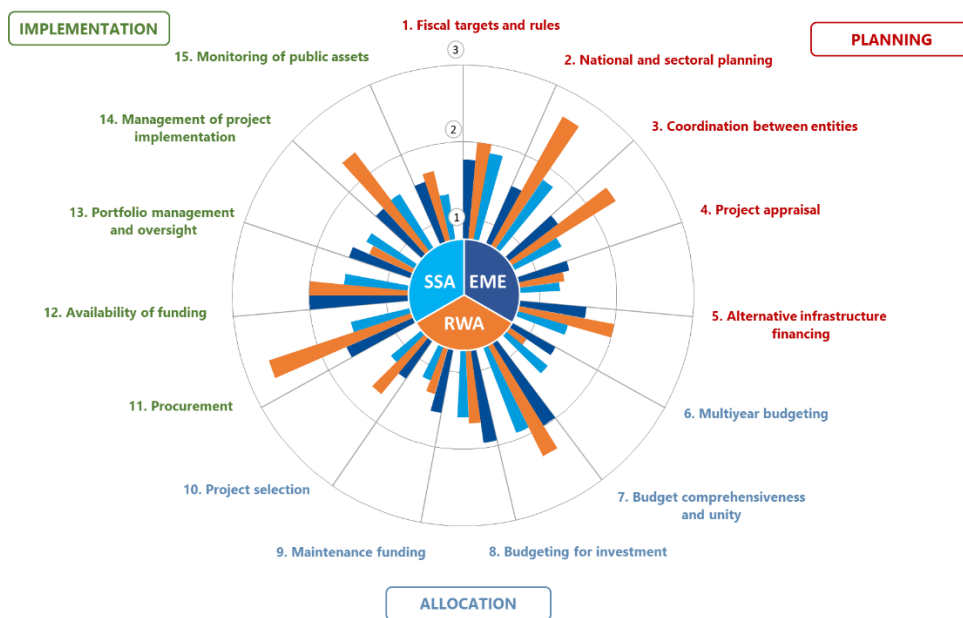 IMPLEMENTATION
PLANNING
1. Fiscal targets and rules
2. National and sectoral planning
3. Coordination between entities
4. Project appraisal
5. Alternative infrastructure
financing
6. Multiyear budgeting
7. Budget comprehensiveness
and unity
8. Budgeting for investment
9. Maintenance funding
10. Project selection
11. Procurement
12. Availability of funding
13. Portfolio management
and oversight
14. Management of project
implementation
15. Monitoring of public assets
3
2
1
SSA
EME
RWA
ALLOCATION